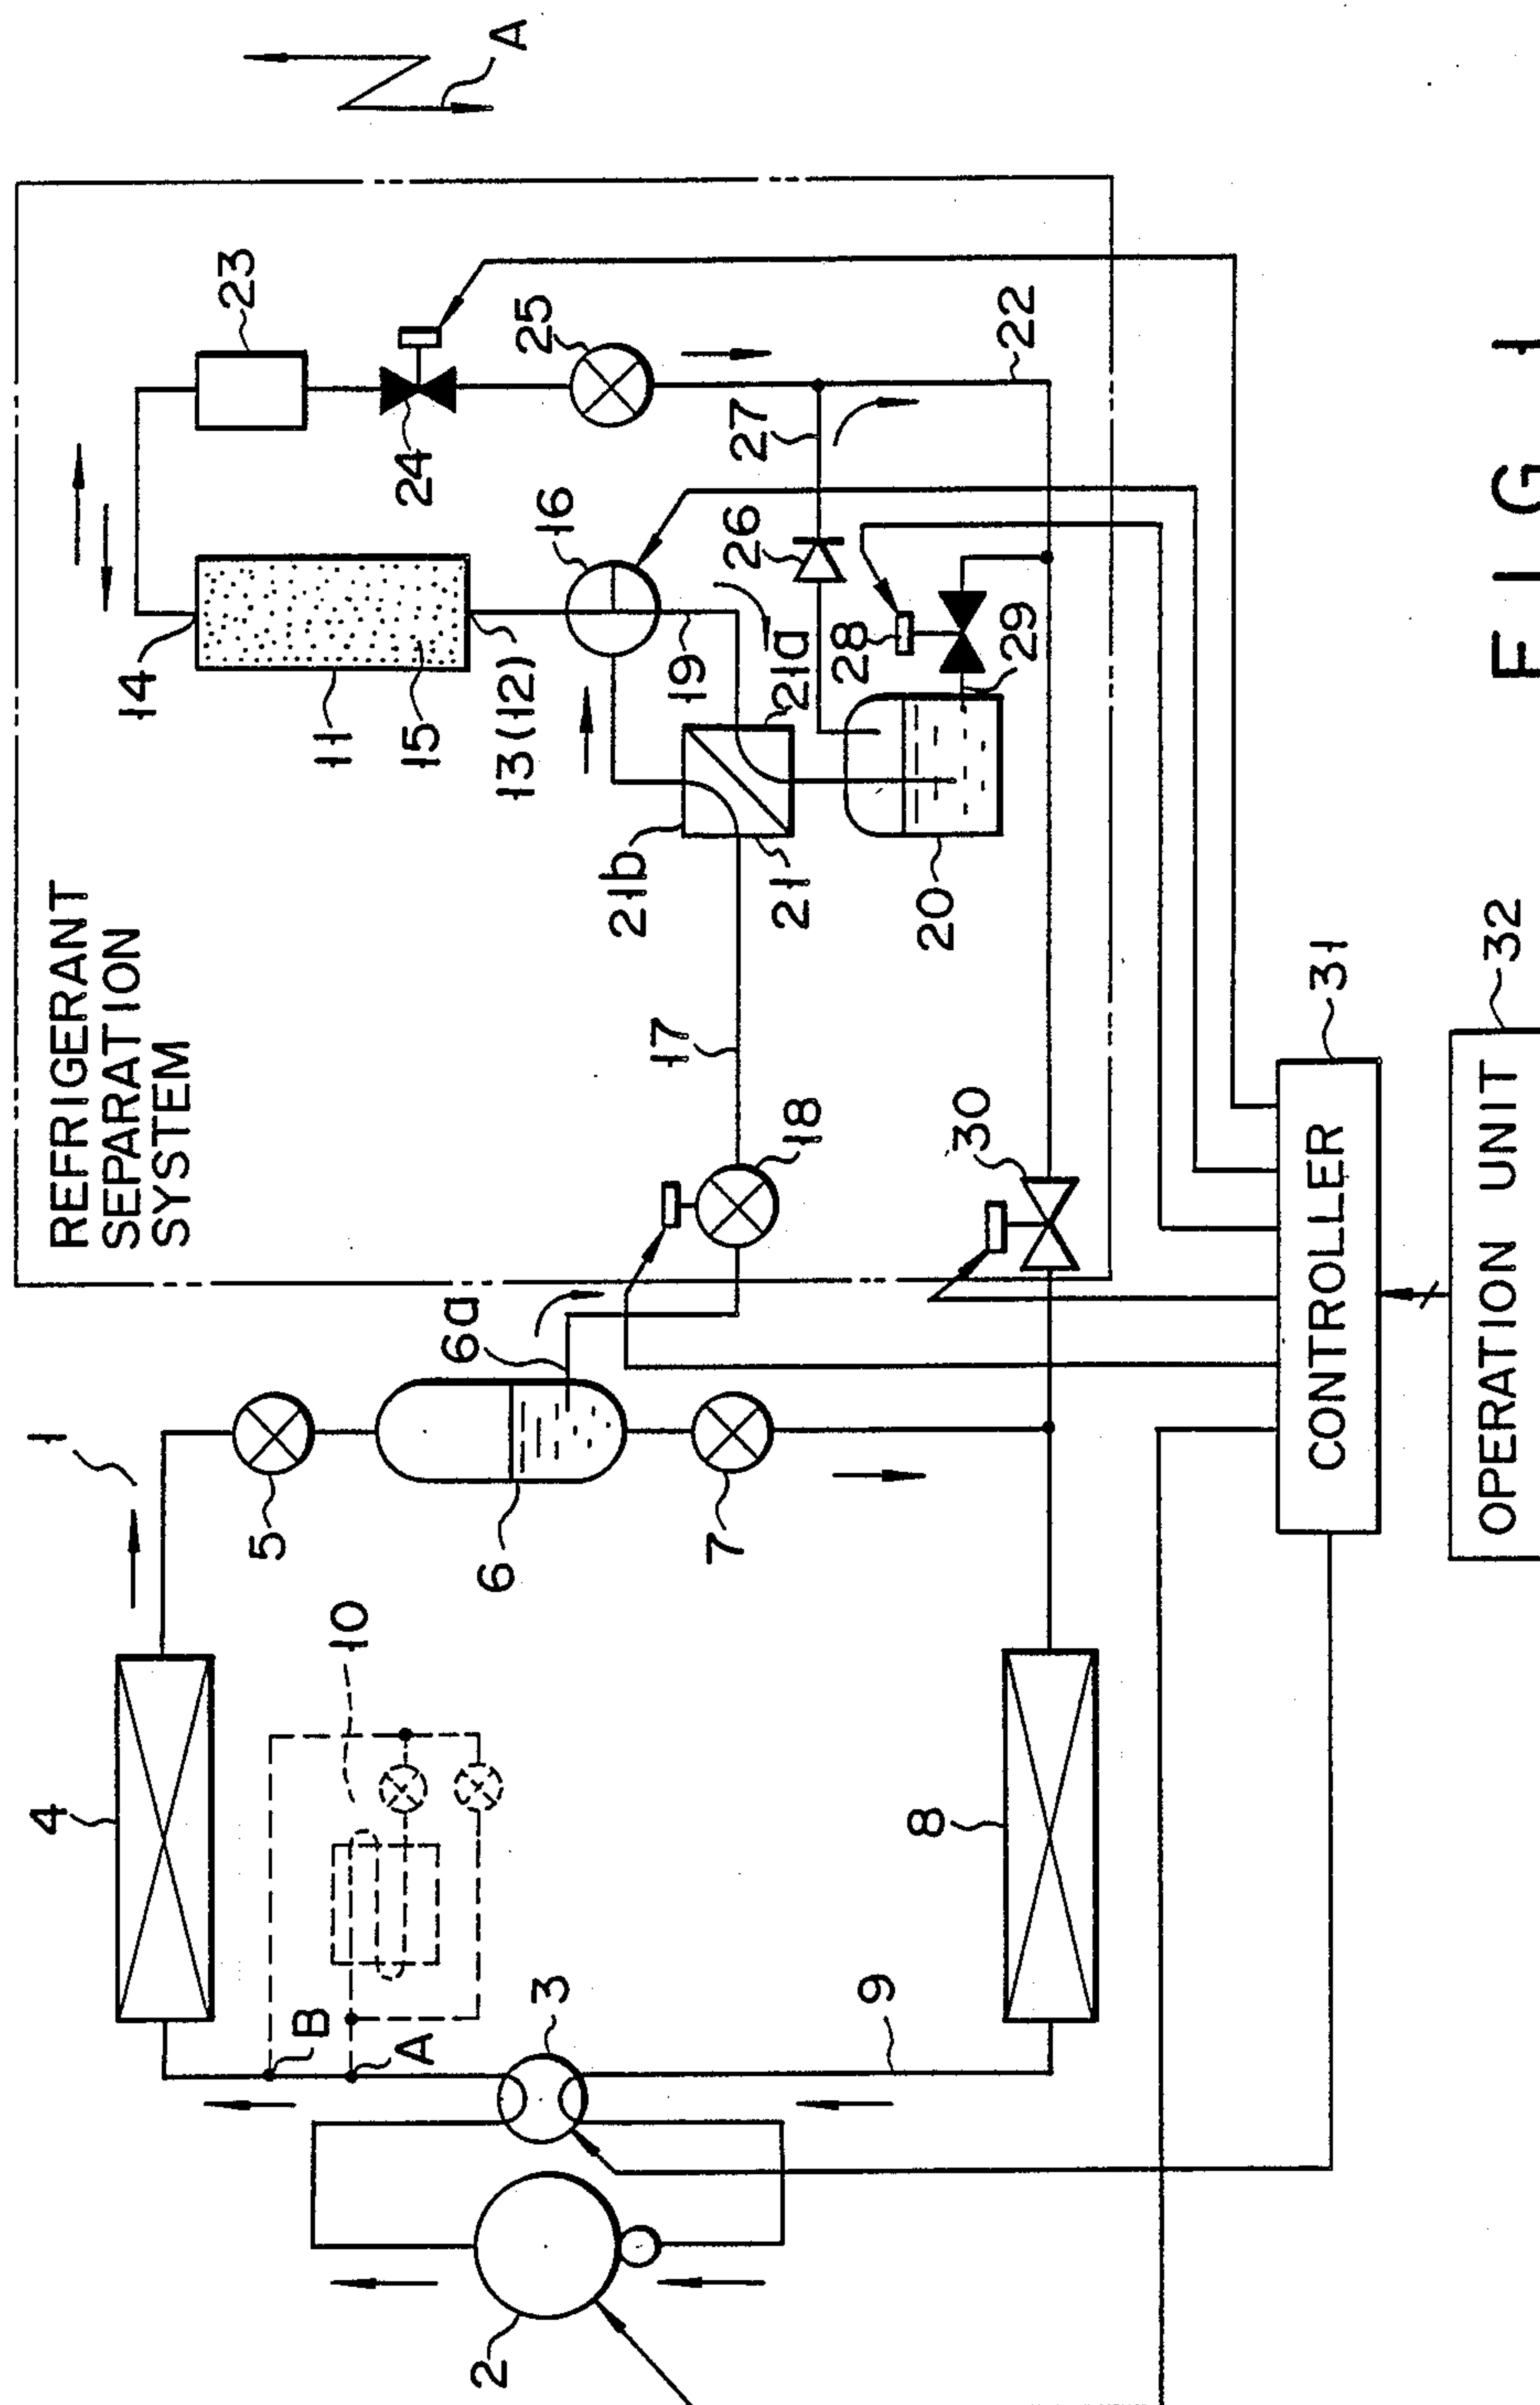 REFRIGERANT
SEPARATION
SYSTEM
A
1
2
3
4
5
6
6a
7
8
9
10
A
B
11
13(12)
14
15
16
17
18
19
20
21
21a
21b
22
23
24
25
26
27
28
29
30
CONTROLLER
31
OPERATION UNIT
32
FIG. 1